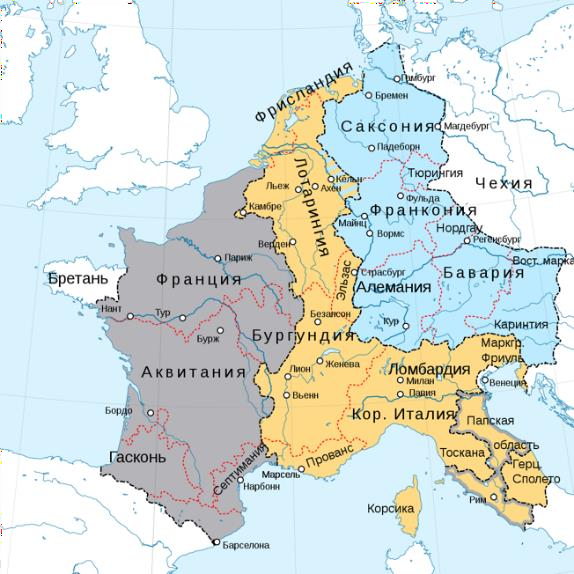 Фрисландия
Гамбург
Бремен
Саксония
Магдебург
Падеборн
Лотарингия
Кёльн
Тюрингия
Льеж
Ахен
Чехия
Фульда
Камбре
Франкония
Майнц
Нордгау
Верден
Вормс
Регенсбург
Париж
Вост. марка
Эльзас
Страсбург
Бавария
Бретань
Франция
Алемания
Нант
Тур
Безансон
Кур
Каринтия
Бурж
Бургундия
Маркгр.
Фриуль
Женева
Ломбардия
Аквитания
Лион
Милан
Венеция
Вьенн
Павия
Бордо
Кор. Италия
Папская
область
Гасконь
Септимания
Прованс
Тоскана
Герц.
Сполето
Марсель
Нарбонн
Рим
Корсика
Барселона